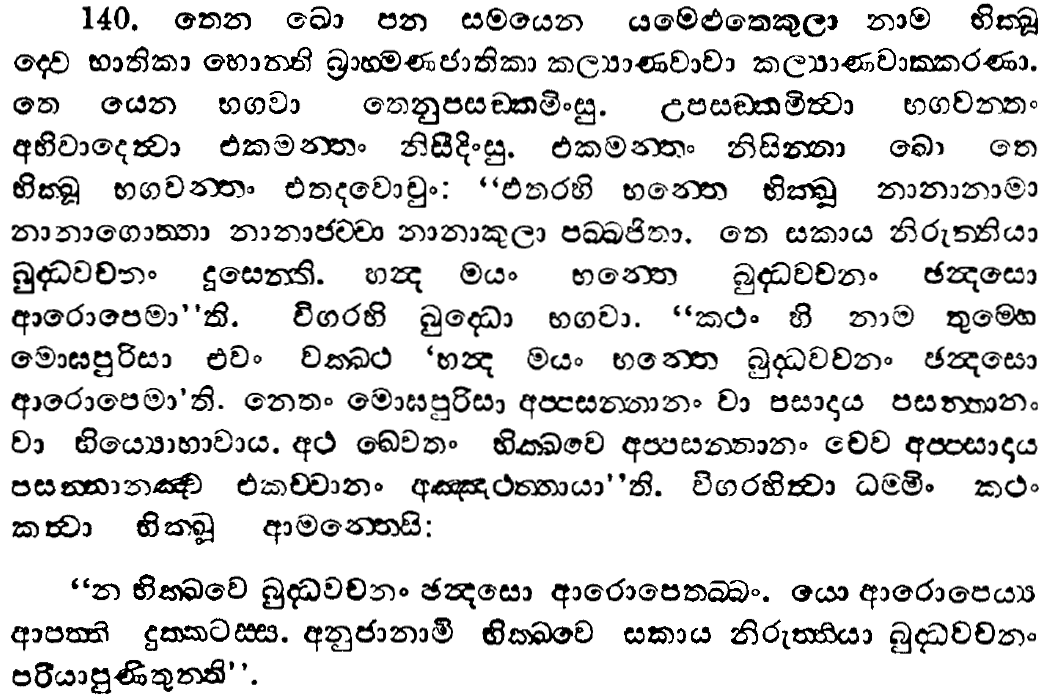 140. තෙන ඛො පන සමයෙන යමෙළුතෙකුලා නාම භික්ඛූ
ද්වෙ භාතිකා හොන්ති බ්‍රාහ්මණජාතිකා කල්‍යාණවාචා කල්‍යාණවාක්කරණා.
තෙ යෙන භගවා තෙනුපසඞ්කමිංසු. උපසඞ්කමිත්වා භගවන්තං
අභිවාදෙත්වා එකමන්තං නිසීදිංසු. එකමන්තං නිසින්නා ඛො තෙ
භික්ඛූ භගවන්තං එතදවොචුං: “එතරහි භන්තෙ භික්ඛූ නානානාමා
නානාගොත්තා නානාජච්චා නානාකුලා පබ්බජිතා. තෙ සකාය නිරුත්තියා
බුද්ධවචනං දූසෙන්ති. හන්ද මයං භන්තෙ බුද්ධවචනං ඡන්දසො
ආරොපෙමා”ති. විගරහි බුද්ධො භගවා. “කථං හි නාම තුම්හෙ
මොඝපුරිසා එවං වක්ඛථ ‘හන්ද මයං භන්තෙ බුද්ධවචනං ඡන්දසො
ආරොපෙමා’ති. නෙතං මොඝපුරිසා අප්පසන්නානං වා පසාදාය පසන්නානං
වා භිය්‍යොභාවාය. අථ ඛ්වෙතං භික්ඛවෙ අප්පසන්නානං චෙව අප්පසාදාය
පසන්නානඤ්ච එකච්චානං අඤ්ඤථත්තායා”ති. විගරහිත්වා ධම්මිං කථං
කත්වා භික්ඛූ ආමන්තෙයි:
“න භික්ඛවෙ බුද්ධවචනං ඡන්දසො ආරොපෙතබ්බං. යො ආරොපෙය්‍ය
ආපත්ති දුක්කටස්ස. අනුජානාමි භික්ඛවෙ සකාය නිරුත්තියා බුද්ධවචනං
පරියාපුණිතුන්ති”.